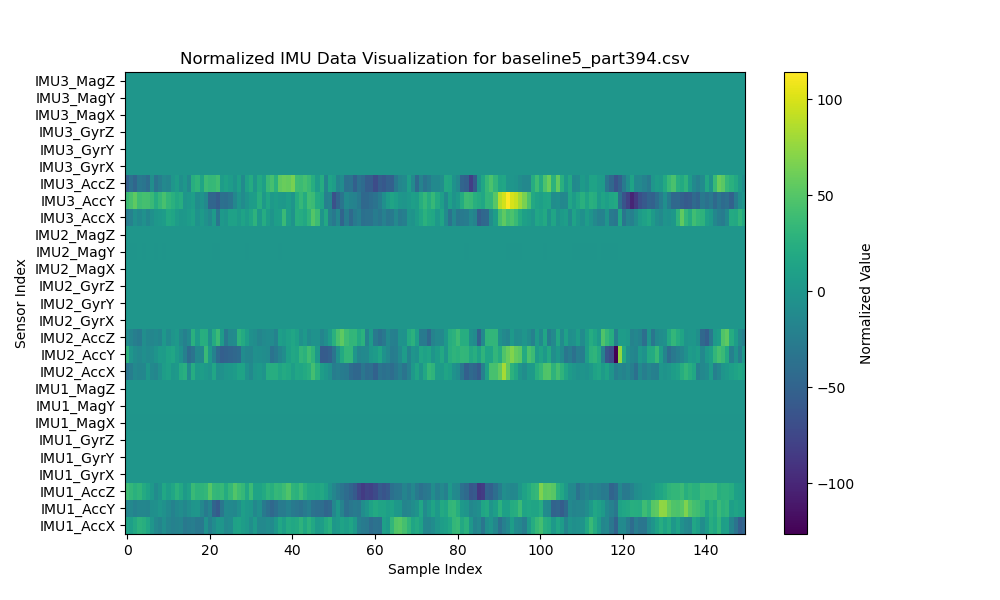 Normalized IMU Data Visualization for baseline5_part394.csv
IMU3_MagZ
IMU3_MagY
IMU3_MagX
IMU3_GyrZ
IMU3_GyrY
IMU3_GyrX
IMU3_AccZ
IMU3_AccY
IMU3_AccX
IMU2_MagZ
IMU2_MagY
IMU2_MagX
IMU2_GyrZ
IMU2_GyrY
IMU2_GyrX
IMU2_AccZ
IMU2_AccY
IMU2_AccX
IMU1_MagZ
IMU1_MagY
IMU1_MagX
IMU1_GyrZ
IMU1_GyrY
IMU1_GyrX
IMU1_AccZ
IMU1_AccY
IMU1_AccX
Sensor Index
0 20 40 60 80 100 120 140
Sample Index
100
50
0
−50
−100
Normalized Value